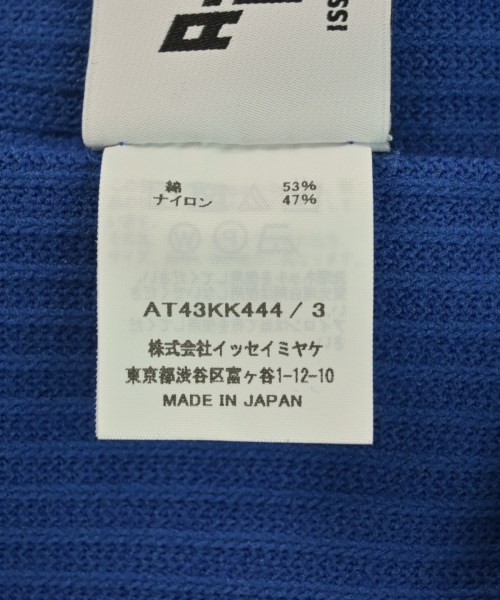 ISS
綿 53%
ナイロン 47%
AT43KK444 / 3
株式会社イッセイミヤケ
東京都渋谷区富ヶ谷1-12-10
MADE IN JAPAN